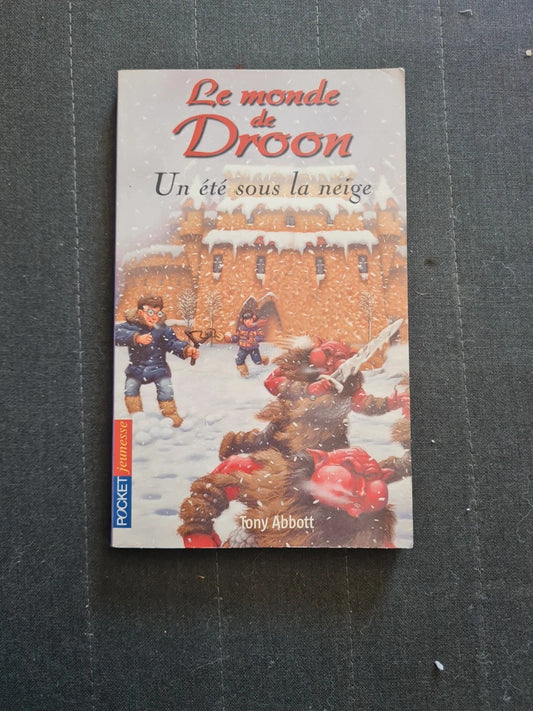 Le monde
de
Droon
Un été sous la neige
POCKET jeunesse
Tony Abbott